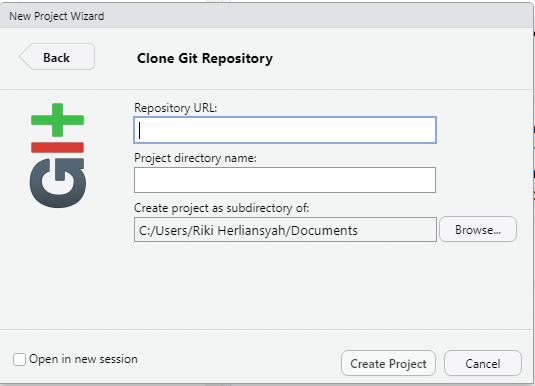 New Project Wizard
Back
Clone Git Repository
Repository URL:
Project directory name:
Create project as subdirectory of:
C:/Users/Riki Herliansyah/Documents
Browse...
Open in new session
Create Project
Cancel
GIt